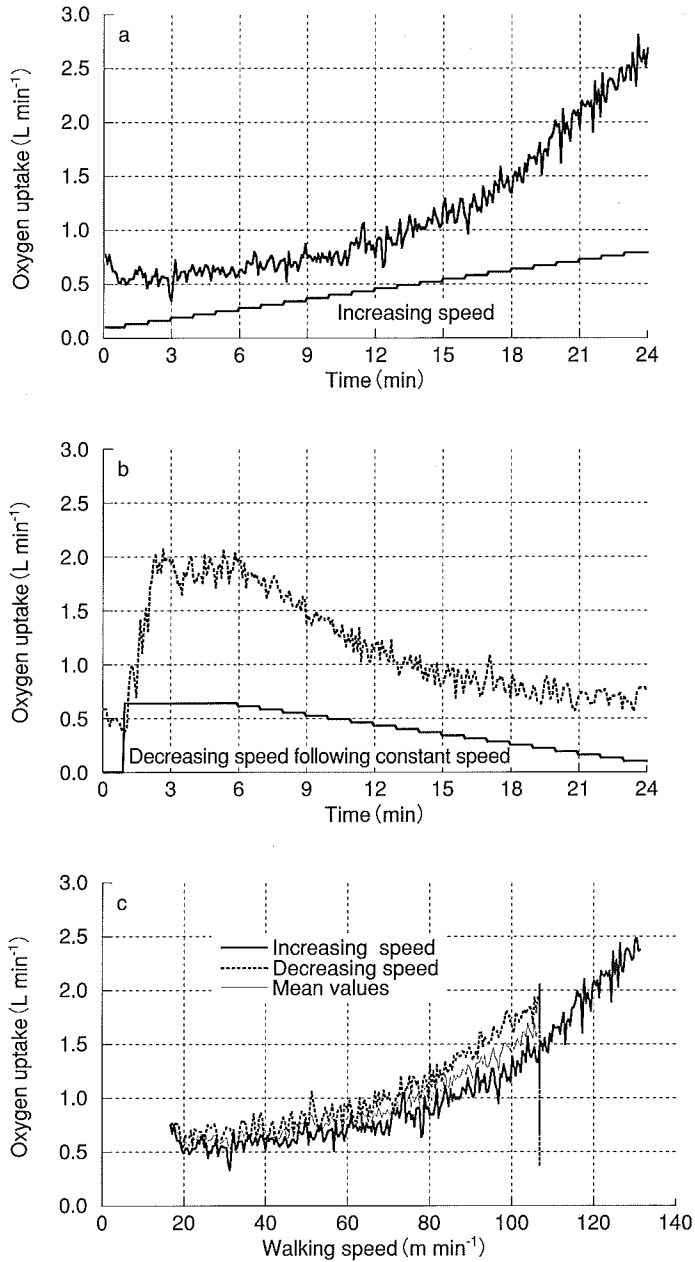 a
3.0
2.5
2.0
1.5
1.0
0.5
0.0
Oxygen uptake (L min⁻¹)
Increasing speed
0 3 6 9 12 15 18 21 24
Time (min)
b
3.0
2.5
2.0
1.5
1.0
0.5
0.0
Oxygen uptake (L min⁻¹)
Decreasing speed following constant speed
0 3 6 9 12 15 18 21 24
Time (min)
c
3.0
2.5
2.0
1.5
1.0
0.5
0.0
Oxygen uptake (L min⁻¹)
Increasing speed
Decreasing speed
Mean values
0 20 40 60 80 100 120 140
Walking speed (m min⁻¹)